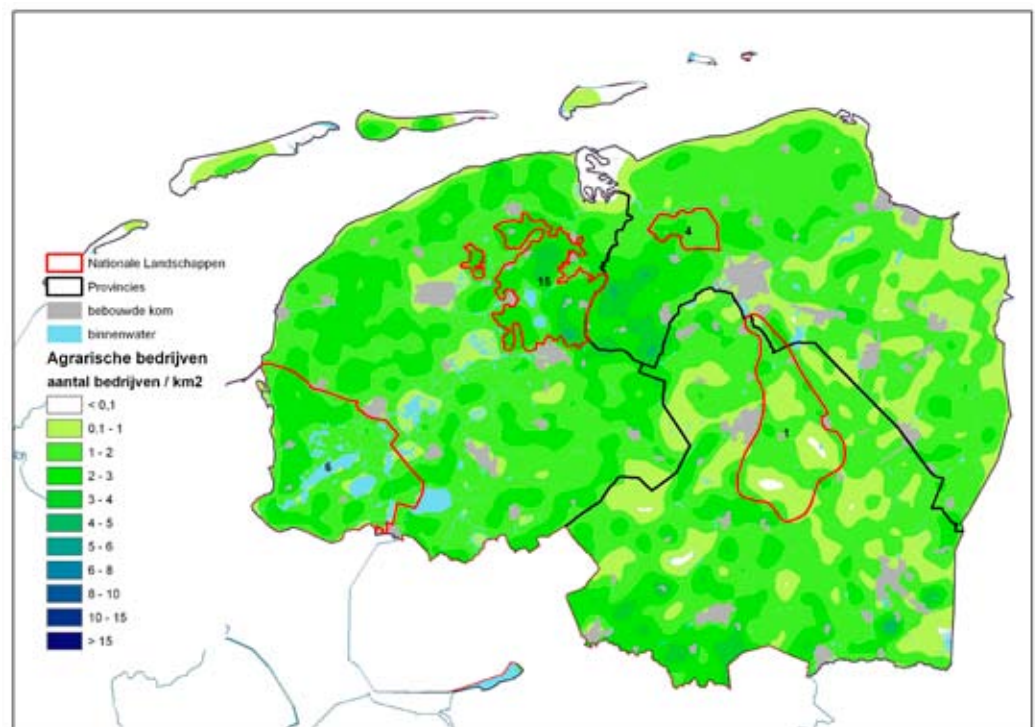 4
16
1
6
Nationale Landschappen
Provincies
bebouwde kom
binnenwater
Agrarische bedrijven
aantal bedrijven / km2
< 0,1
0.1 - 1
1 - 2
2 - 3
3 - 4
4 - 5
5 - 6
6 - 8
8 - 10
10 - 15
> 15